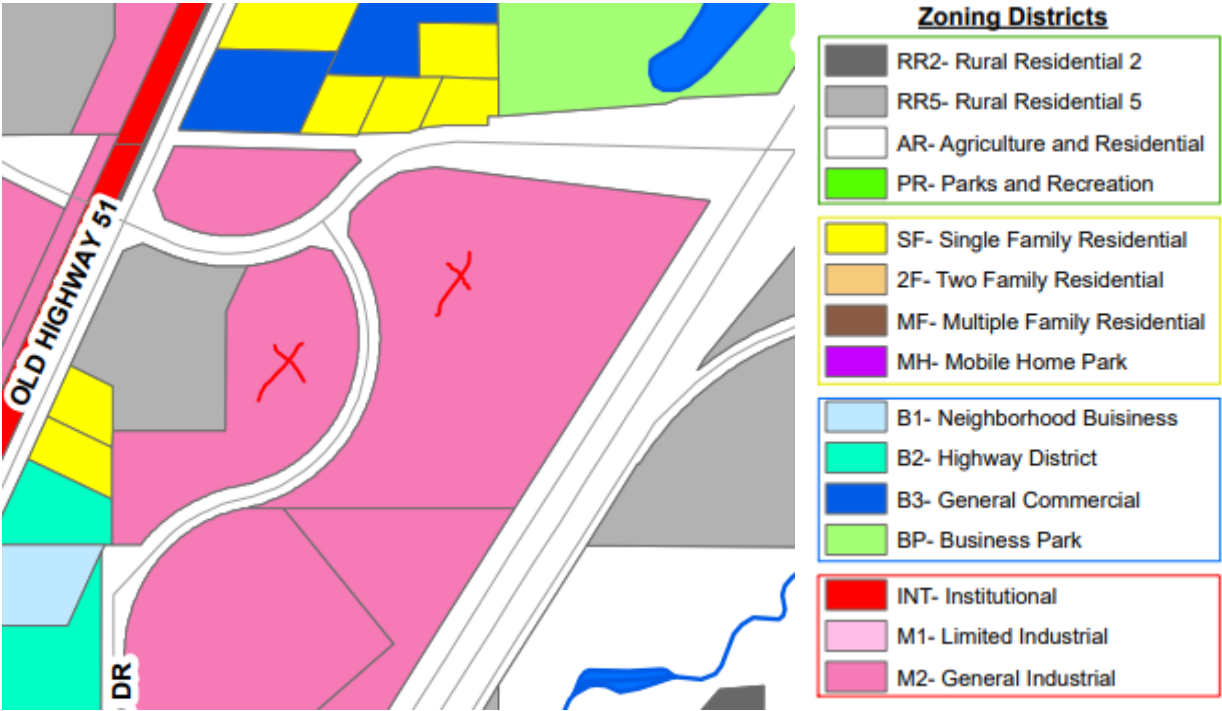 OLD HIGHWAY 51
DR
Zoning Districts
RR2- Rural Residential 2
RR5- Rural Residential 5
AR- Agriculture and Residential
PR- Parks and Recreation
SF- Single Family Residential
2F- Two Family Residential
MF- Multiple Family Residential
MH- Mobile Home Park
B1- Neighborhood Buisiness
B2- Highway District
B3- General Commercial
BP- Business Park
INT- Institutional
M1- Limited Industrial
M2- General Industrial